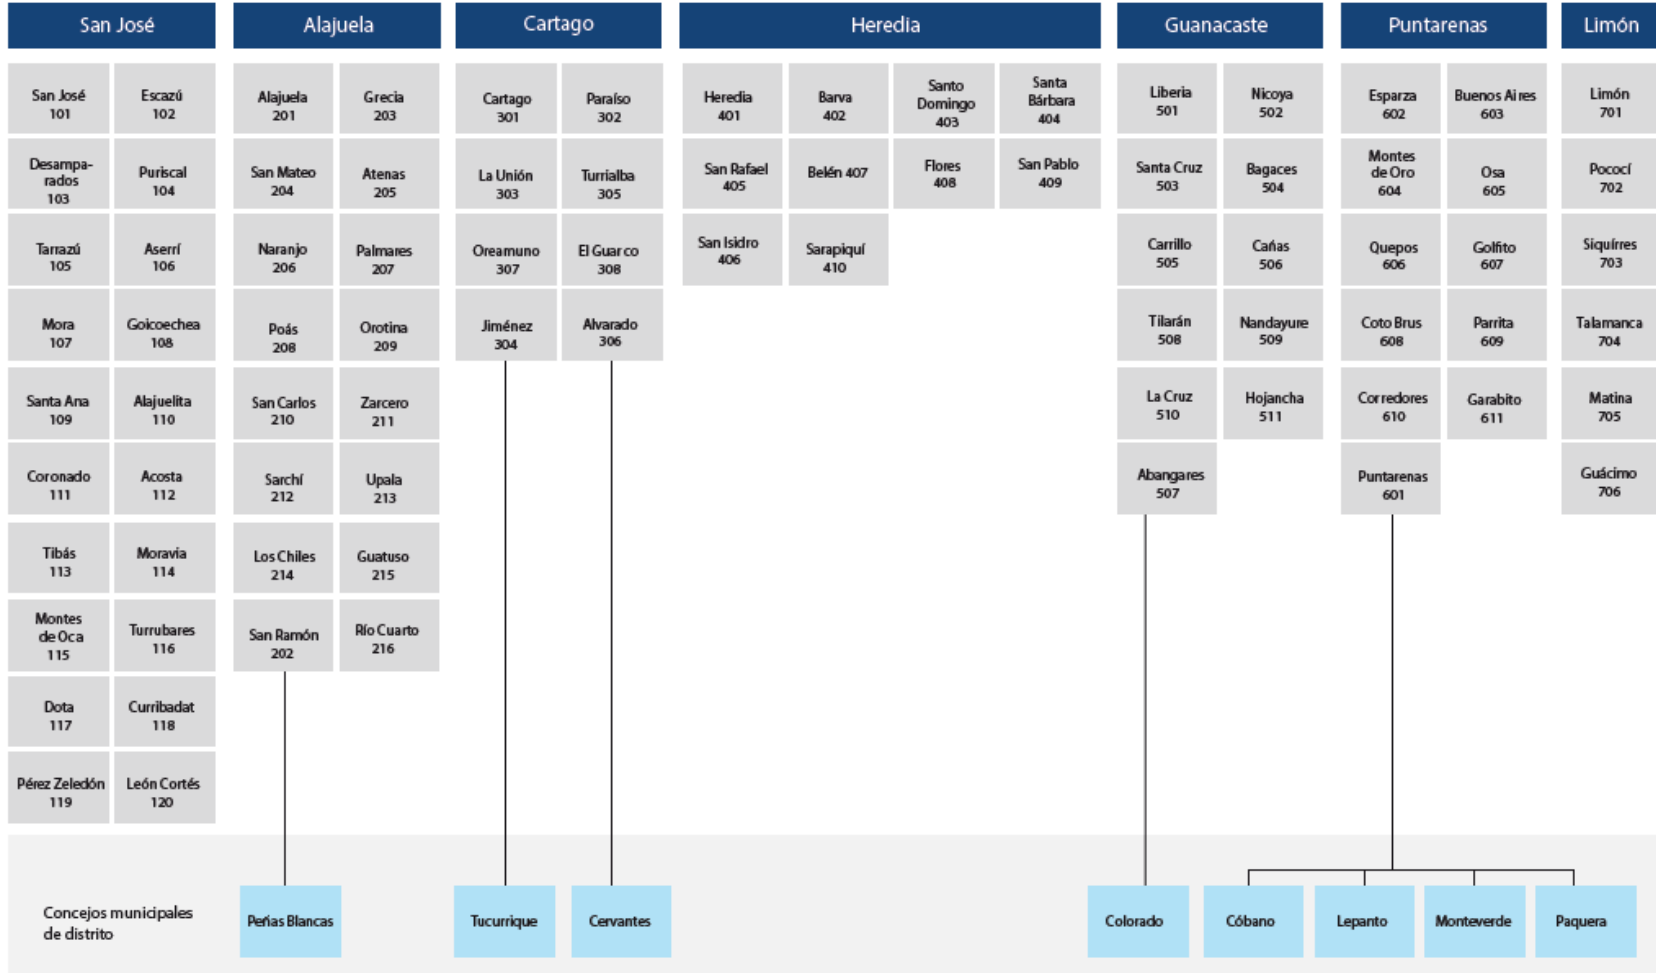 San José
Alajuela
Cartago
Heredia
Guanacaste
Puntarenas
Limón
San José
101
Escazú
102
Desampa-
rados
103
Puriscal
104
Tarrazú
105
Aserrí
106
Mora
107
Goicoechea
108
Santa Ana
109
Alajuelita
110
Coronado
111
Acosta
112
Tibás
113
Moravia
114
Montes
de Oca
115
Turrubares
116
Dota
117
Curribadat
118
Pérez Zeledón
119
León Cortés
120
Alajuela
201
Grecia
203
San Mateo
204
Atenas
205
Naranjo
206
Palmares
207
Poás
208
Orotina
209
San Carlos
210
Zarcero
211
Sarchí
212
Upala
213
Los Chiles
214
Guatuso
215
San Ramón
202
Río Cuarto
216
Cartago
301
Paraíso
302
La Unión
303
Turrialba
305
Oreamuno
307
El Guarco
308
Jiménez
304
Alvarado
306
Heredia
401
Barva
402
Santo
Domingo
403
Santa
Bárbara
404
San Rafael
405
Belén 407
Flores
408
San Pablo
409
San Isidro
406
Sarapiquí
410
Liberia
501
Nicoya
502
Santa Cruz
503
Bagaces
504
Carrillo
505
Cañas
506
Tilarán
508
Nandayure
509
La Cruz
510
Hojancha
511
Abangares
507
Esparza
602
Buenos Aires
603
Montes
de Oro
604
Osa
605
Quepos
606
Golfito
607
Coto Brus
608
Parrita
609
Corredores
610
Garabito
611
Puntarenas
601
Limón
701
Pococí
702
Siquírres
703
Talamanca
704
Matina
705
Guácimo
706
Concejos municipales
de distrito
Peñas Blancas
Tucurrique
Cervantes
Colorado
Cóbano
Lepanto
Monteverde
Paquera